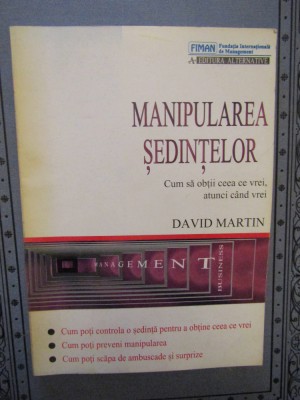 FIMAN Fundația Internațională
de Management
EDITURA ALTERNATIVE
MANIPULAREA
ȘEDINȚELOR
Cum să obții ceea ce vrei,
atunci când vrei
DAVID MARTIN
MANAGEMENT
BUSINESS
Cum poți controla o ședință pentru a obține ceea ce vrei
Cum poți preveni manipularea
Cum poți scăpa de ambuscade și surprize